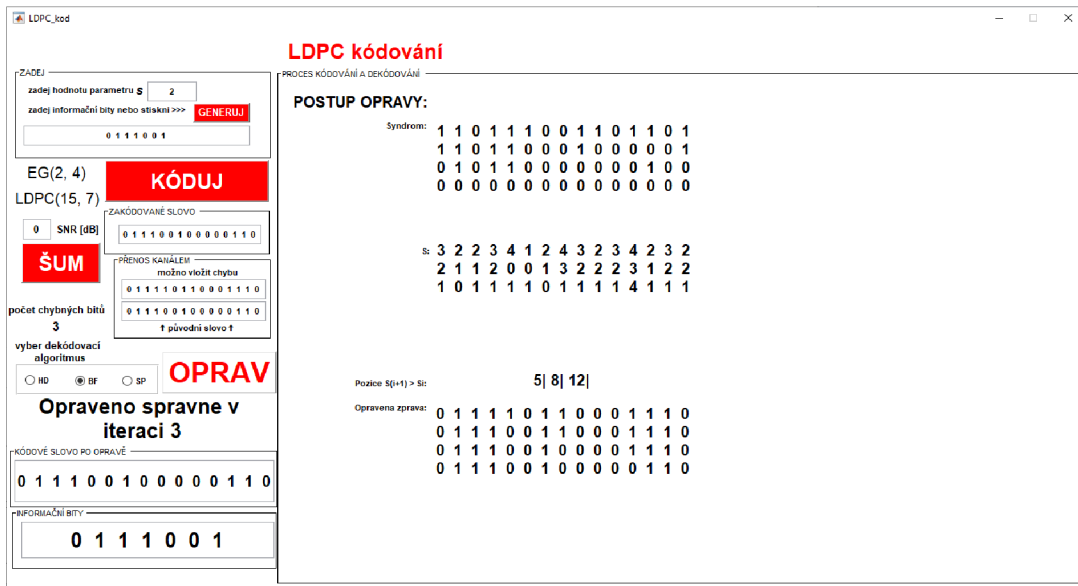 LDPC_kod
LDPC kódování
ZADEJ
zadej hodnotu parametru S 2
zadej informační bity nebo stiskni >>> GENERUJ
0 1 1 1 0 0 1
EG(2, 4)
LDPC(15, 7)
KÓDUJ
0 SNR [dB]
ŠUM
ZAKÓDOVANÉ SLOVO
0 1 1 1 0 0 1 0 0 0 0 0 1 1 0
PŘENOS KANÁLEM
možno vložit chybu
0 1 1 1 1 0 1 1 0 0 0 1 1 1 0
0 1 1 1 0 0 1 0 0 0 0 0 1 1 0
↑ původní slovo ↑
počet chybných bitů
3
vyber dekódovací
algoritmus
HD BF SP
OPRAV
Opraveno spravne v
iteraci 3
KÓDOVÉ SLOVO PO OPRAVĚ
0 1 1 1 0 0 1 0 0 0 0 0 1 1 0
INFORMAČNÍ BITY
0 1 1 1 0 0 1
PROCES KÓDOVÁNÍ A DEKÓDOVÁNÍ
POSTUP OPRAVY:
Syndrom: 1 1 0 1 1 1 0 0 1 1 0 1 1 0 1
1 1 0 1 1 0 0 0 1 0 0 0 0 0 1
0 1 0 1 1 0 0 0 0 0 0 0 1 0 0
0 0 0 0 0 0 0 0 0 0 0 0 0 0 0
S: 3 2 2 3 4 1 2 4 3 2 3 4 2 3 2
2 1 1 2 0 0 1 3 2 2 2 3 1 2 2
1 0 1 1 1 1 0 1 1 1 1 4 1 1 1
Pozice S(i+1) > Si: 5| 8| 12|
Opravena zprava: 0 1 1 1 1 0 1 1 0 0 0 1 1 1 0
0 1 1 1 0 0 1 1 0 0 0 1 1 1 0
0 1 1 1 0 0 1 0 0 0 0 1 1 1 0
0 1 1 1 0 0 1 0 0 0 0 0 1 1 0